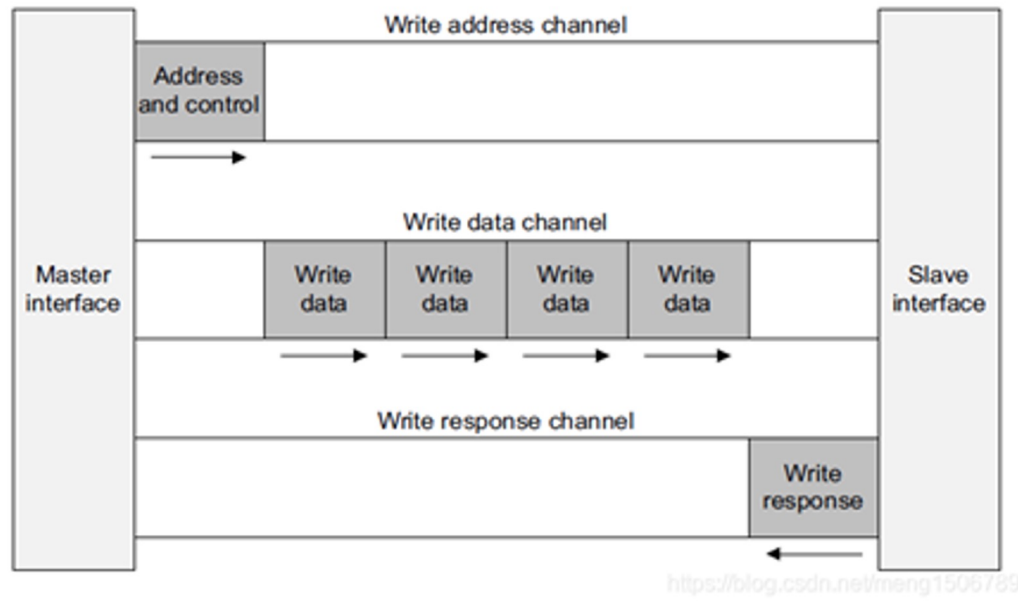 Write address channel
Address
and control
Write data channel
Master
interface
Write
data
Write
data
Write
data
Write
data
Slave
interface
Write response channel
Write
response
https://blog.csdn.net/meng1506789